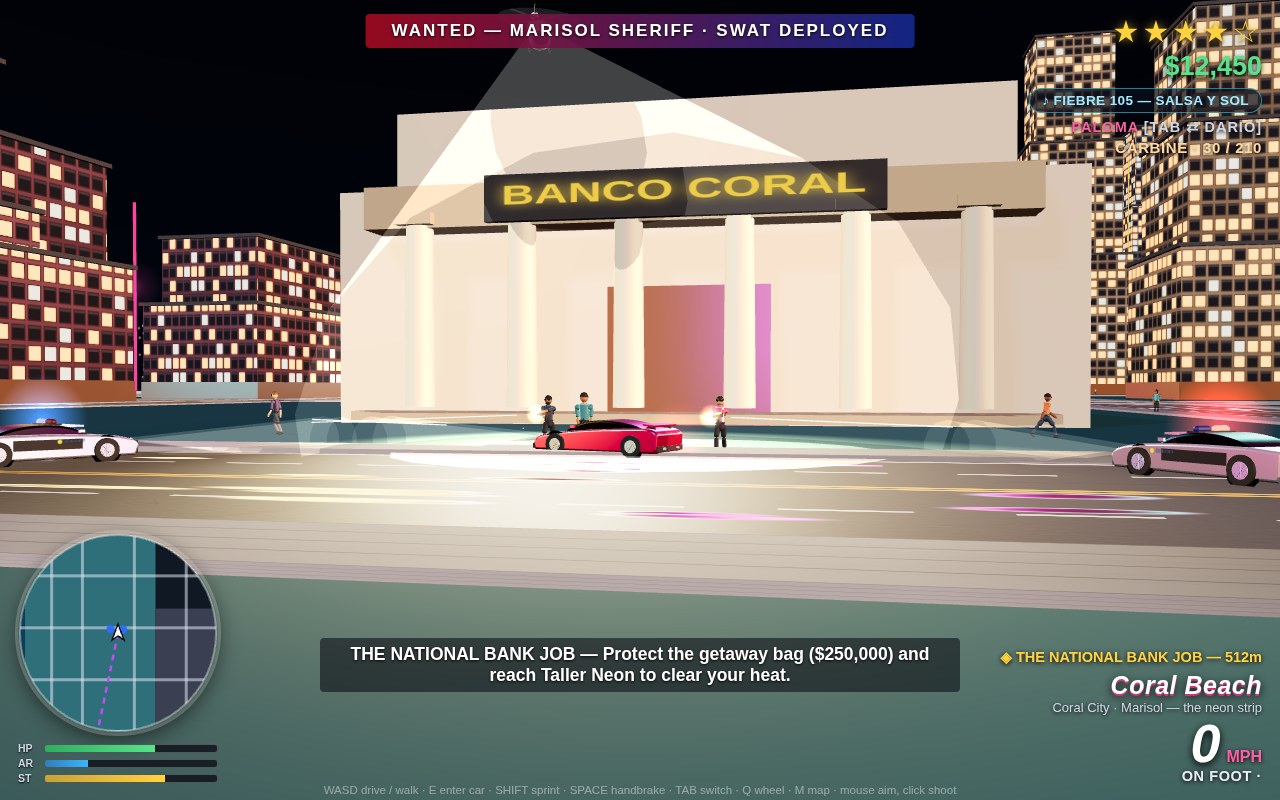 WANTED — MARISOL SHERIFF · SWAT DEPLOYED
★ ★ ★ ★ ☆
$12,450
♪ FIEBRE 105 — SALSA Y SOL
PALOMA [TAB ⇄ DARIO]
CARBINE · 30 / 210
BANCO CORAL
THE NATIONAL BANK JOB — Protect the getaway bag ($250,000) and
reach Taller Neon to clear your heat.
◈ THE NATIONAL BANK JOB — 512m
Coral Beach
Coral City · Marisol — the neon strip
0 MPH
ON FOOT ·
HP
AR
ST
WASD drive / walk · E enter car · SHIFT sprint · SPACE handbrake · TAB switch · Q wheel · M map · mouse aim, click shoot